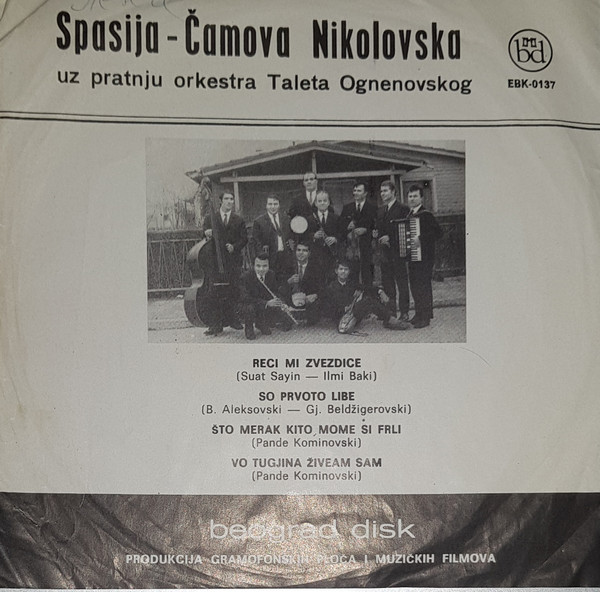 Spasija - Čamova Nikolovska
uz pratnju orkestra Taleta Ognenovskog
bd
EBK-0137
RECI MI ZVEZDICE
(Suat Sayin — Ilmi Baki)
SO PRVOTO LIBE
(B. Aleksovski — Gj. Beldžigerovski)
ŠTO MERAK KITO MOME SI FRLI
(Pande Kominovski)
VO TUGJINA ŽIVEAM SAM
(Pande Kominovski)
beograd disk
PRODUKCIJA GRAMOFONSKIH PLOČA I MUZIČKIH FILMOVA